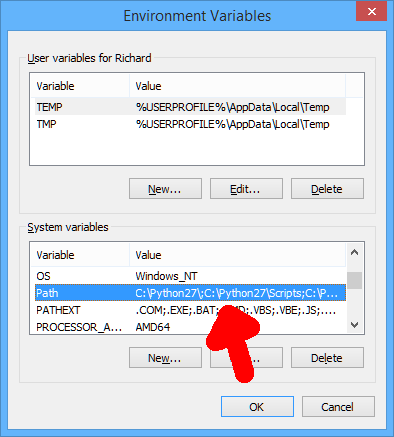 Environment Variables
User variables for Richard
Variable Value
TEMP %USERPROFILE%\AppData\Local\Temp
TMP %USERPROFILE%\AppData\Local\Temp
New... Edit... Delete
System variables
Variable Value
OS Windows_NT
Path C:\Python27\;C:\Python27\Scripts;C:\P...
PATHEXT .COM;.EXE;.BAT;.VBS;.VBE;.JS;....
PROCESSOR_A... AMD64
New... Delete
OK Cancel